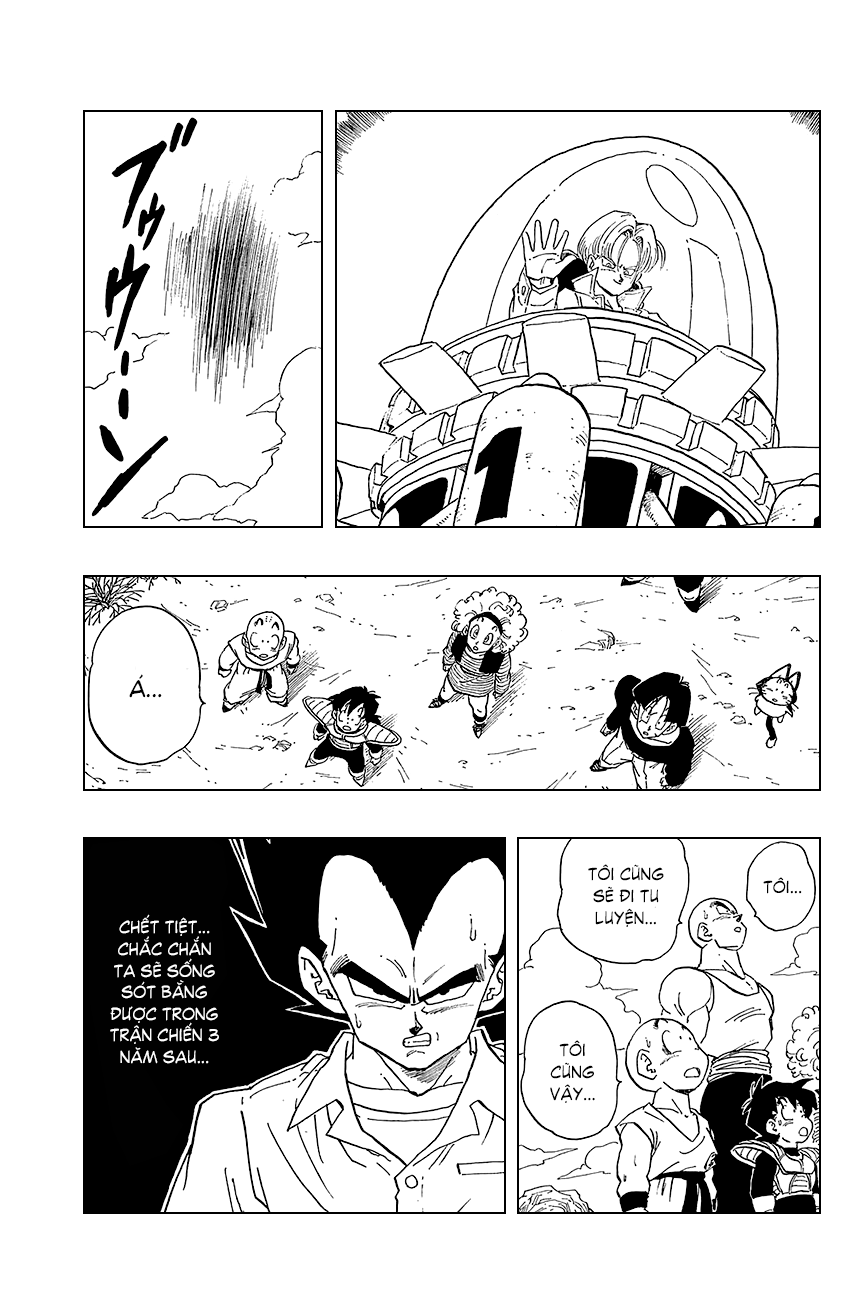 1
ブゥゥーン
Á...
TÔI...
TÔI CŨNG
SẼ ĐI TU
LUYỆN...
TÔI
CŨNG
VẬY...
CHẾT TIỆT...
CHẮC CHẮN
TA SẼ SỐNG
SÓT BẰNG
ĐƯỢC TRONG
TRẬN CHIẾN 3
NĂM SAU...